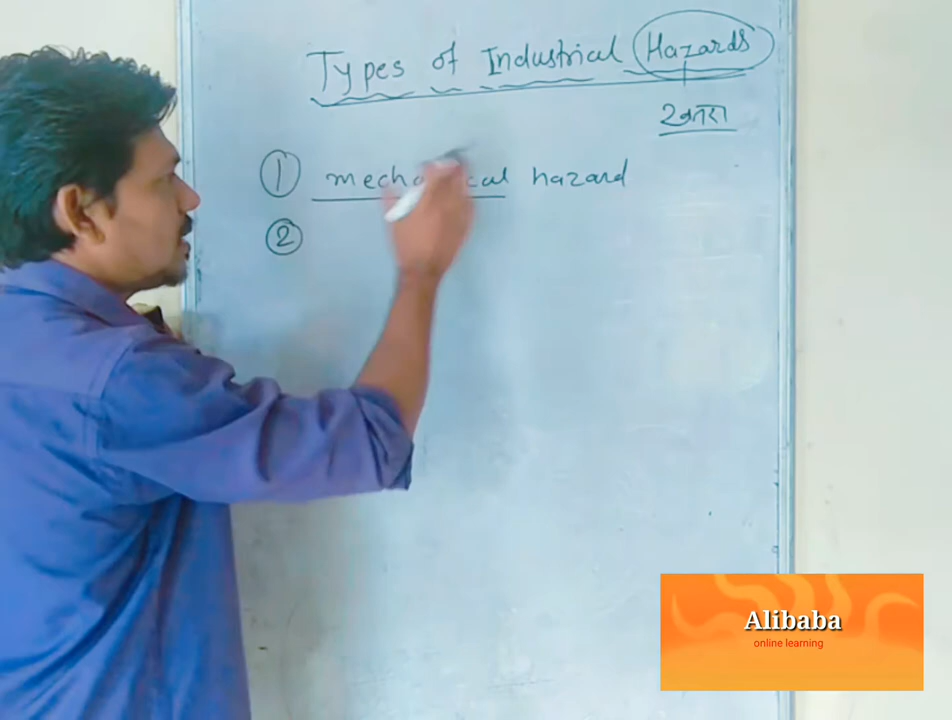 Types of Industrial Hazards
खतरा
① mechanical hazard
②
Alibaba
online learning